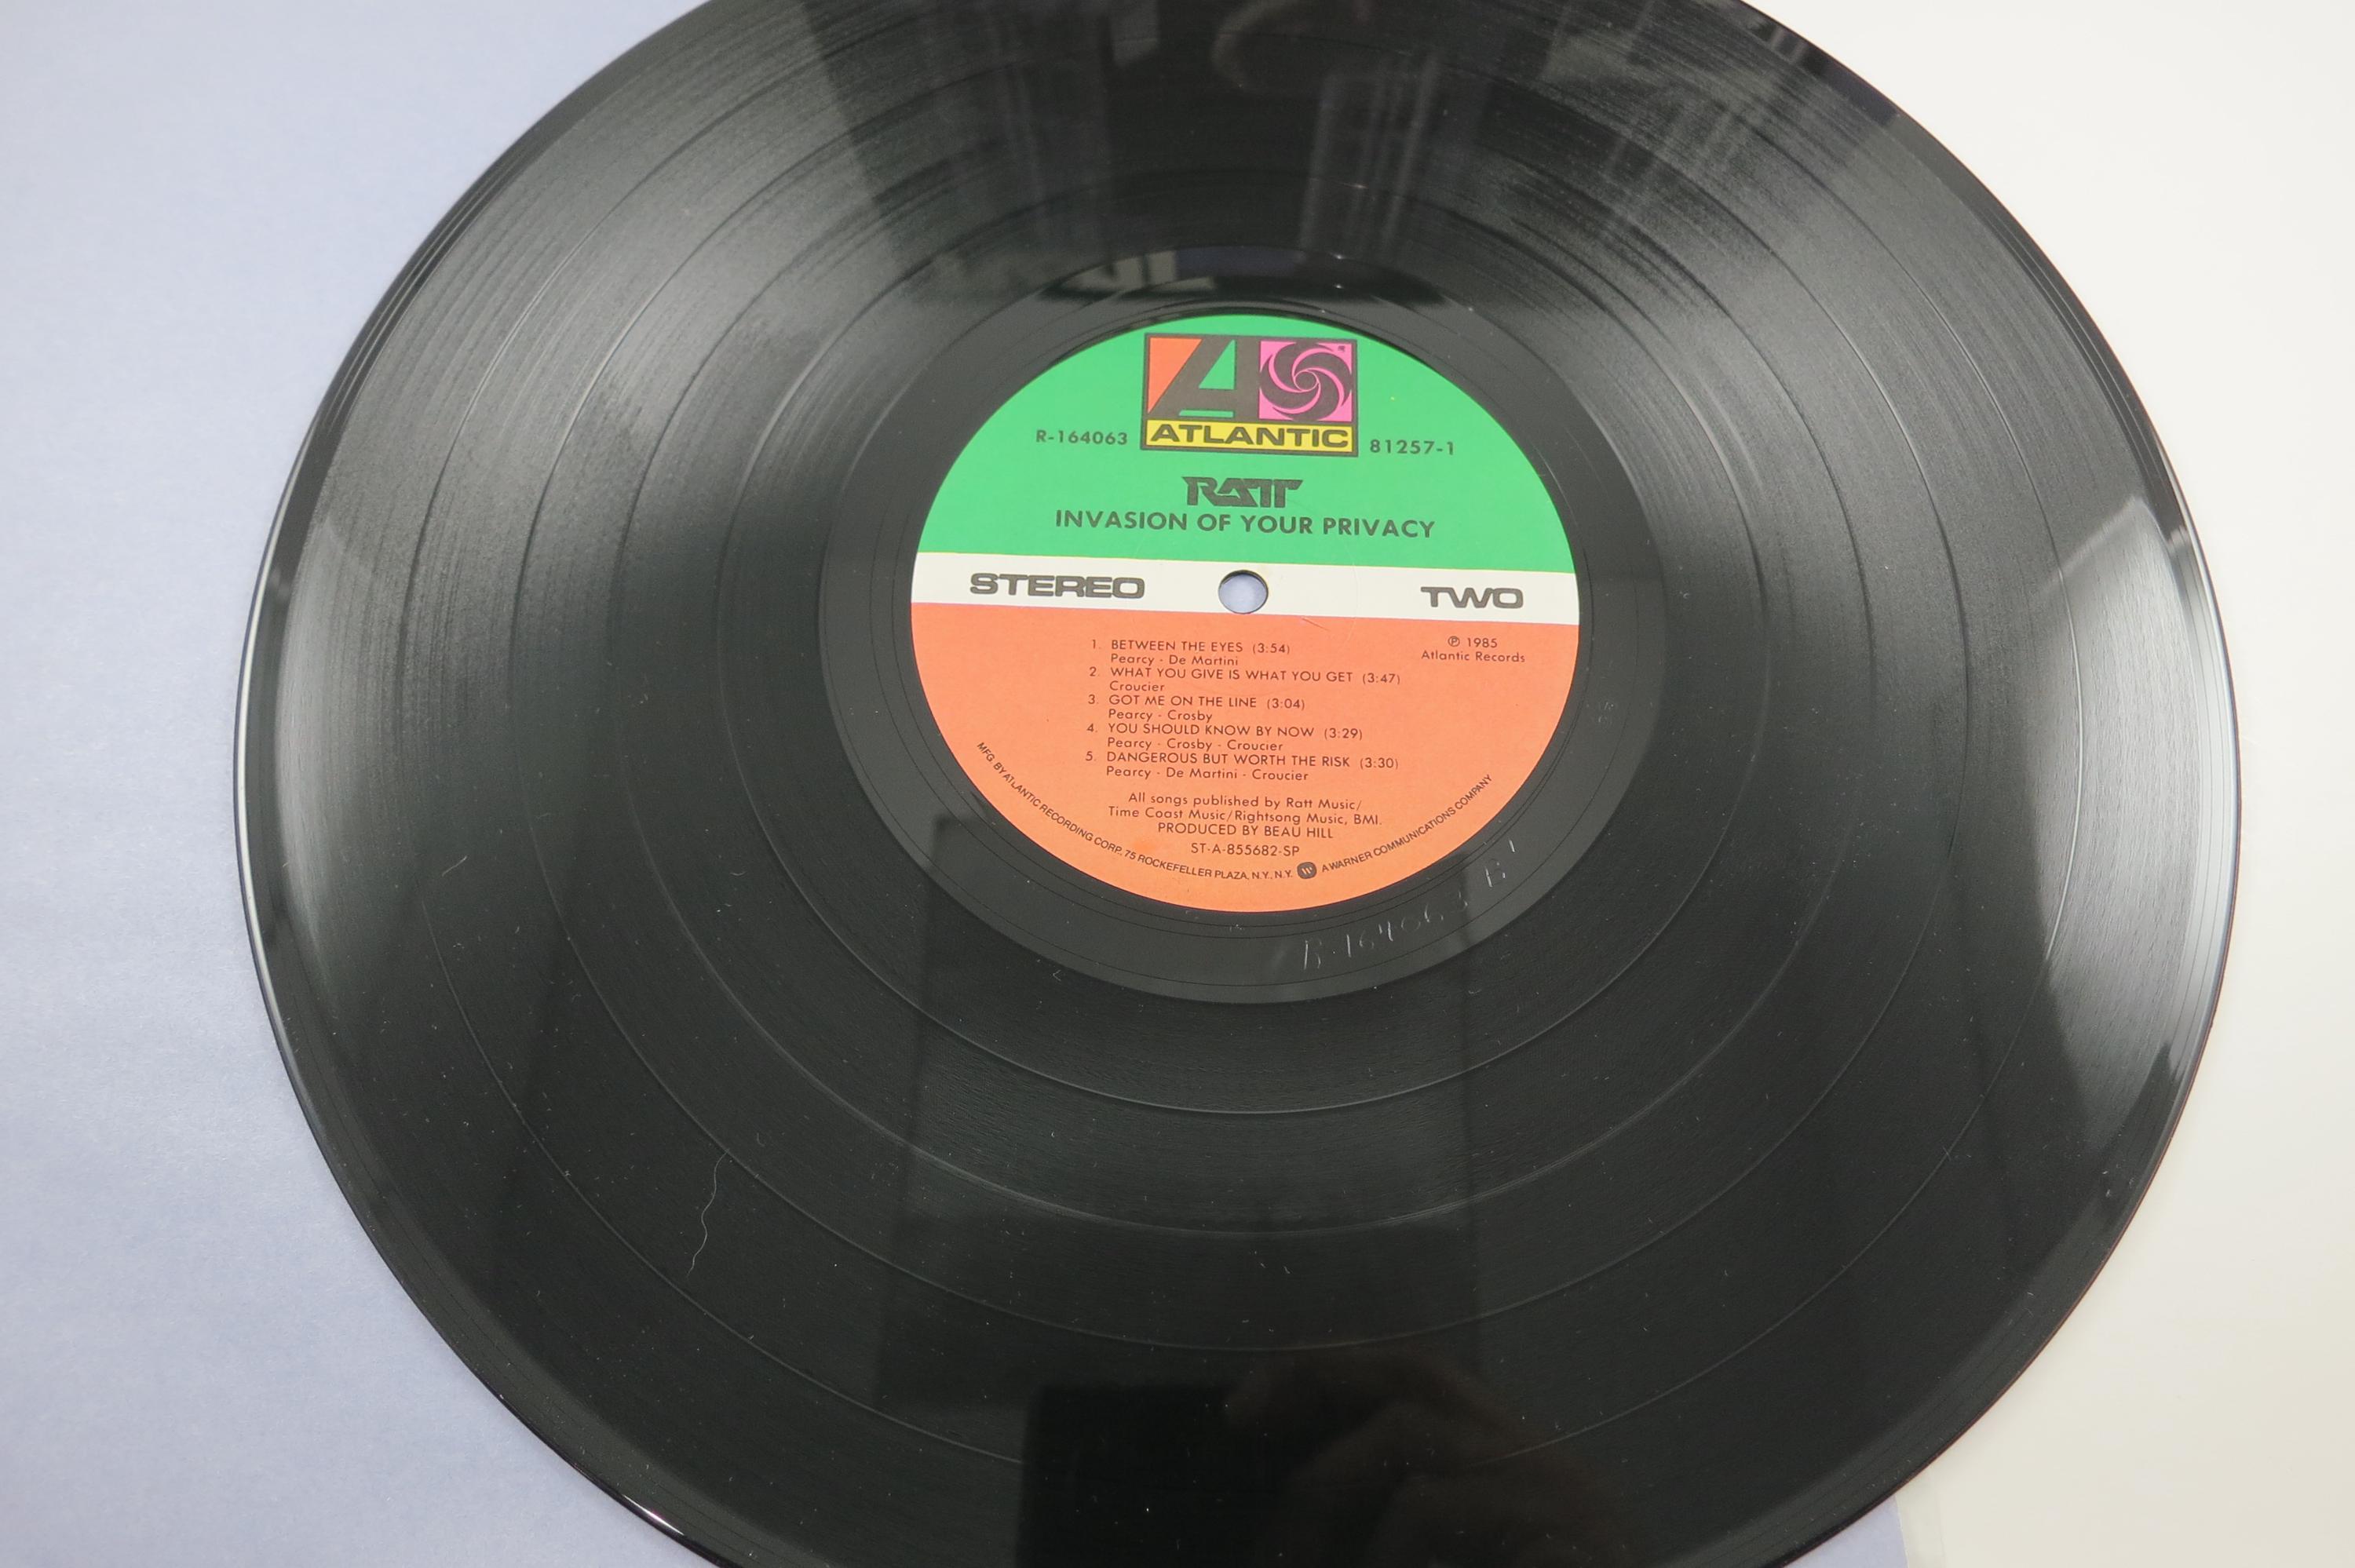 ATLANTIC
R-164063
81257-1
RATT
INVASION OF YOUR PRIVACY
STEREO
TWO
℗ 1985
Atlantic Records
1. BETWEEN THE EYES (3:54)
Pearcy - De Martini
2. WHAT YOU GIVE IS WHAT YOU GET (3:47)
Croucier
3. GOT ME ON THE LINE (3:04)
Pearcy - Crosby
4. YOU SHOULD KNOW BY NOW (3:29)
Pearcy - Crosby - Croucier
5. DANGEROUS BUT WORTH THE RISK (3:30)
Pearcy - De Martini - Croucier
All songs published by Ratt Music/
Time Coast Music/Rightsong Music, BMI.
PRODUCED BY BEAU HILL
ST-A-855682-SP
MFG. BY ATLANTIC RECORDING CORP., 75 ROCKEFELLER PLAZA, N.Y., N.Y. A WARNER COMMUNICATIONS COMPANY